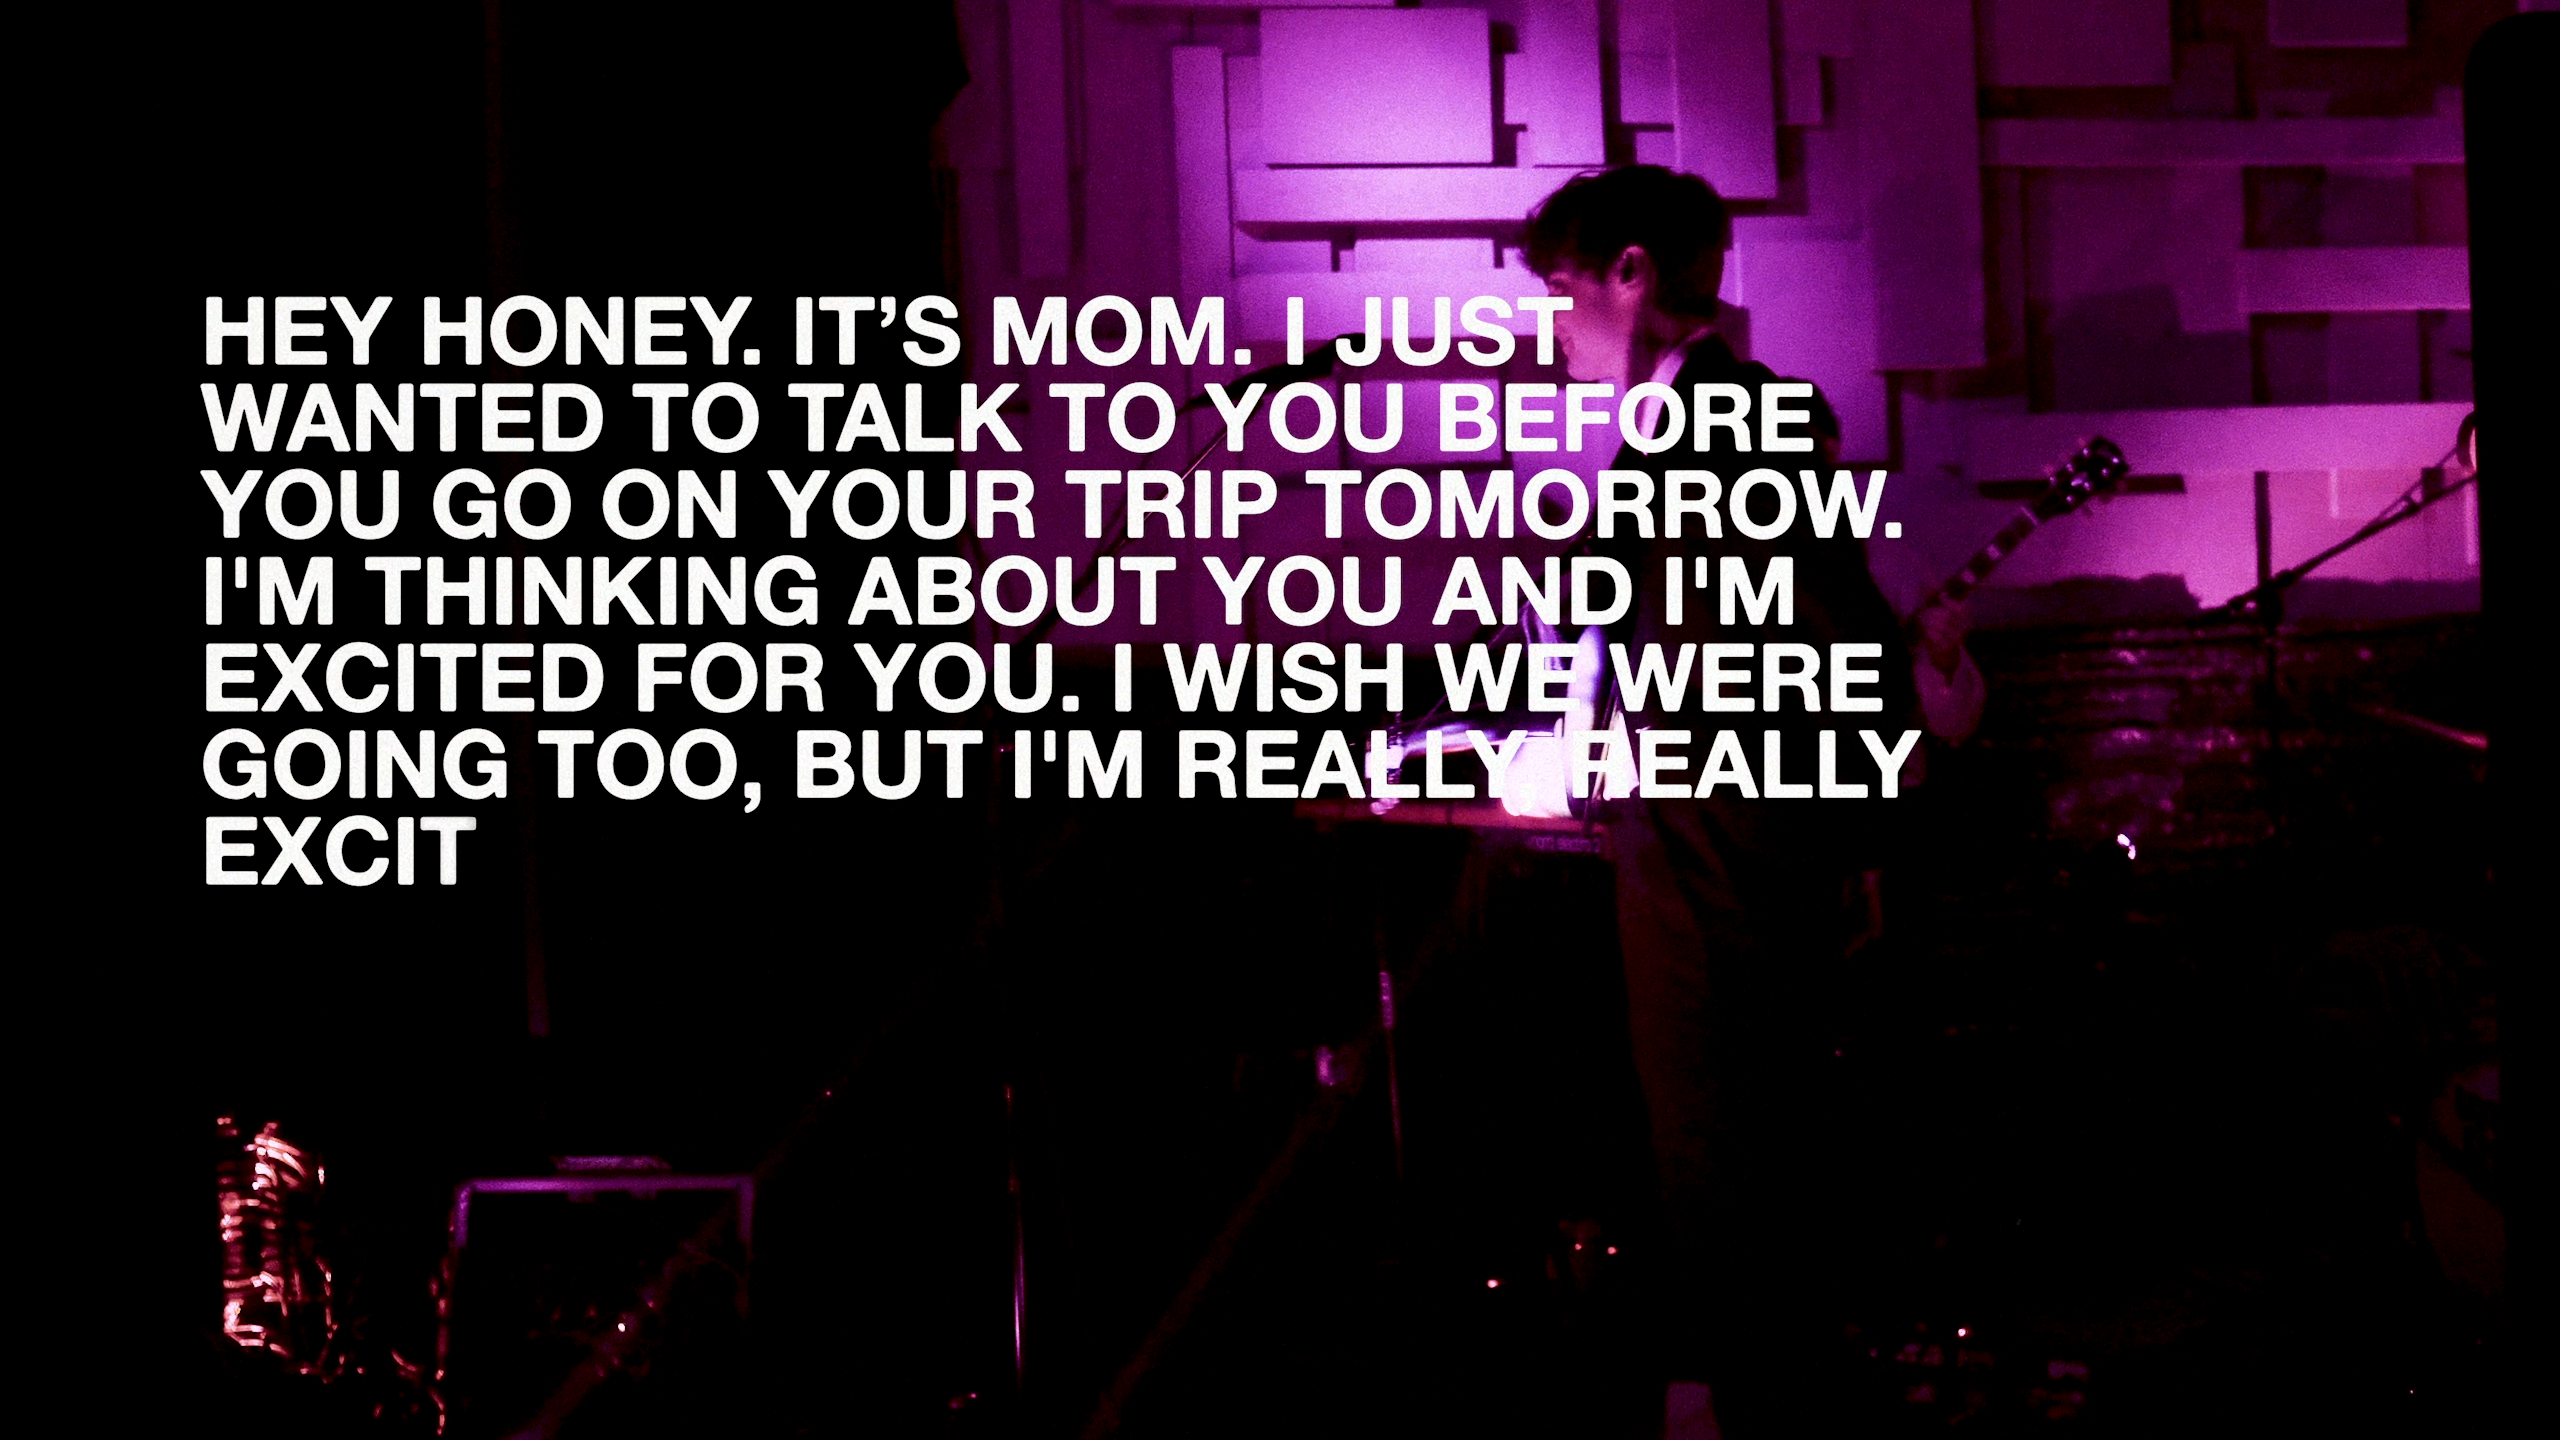 HEY HONEY. IT’S MOM. I JUST
WANTED TO TALK TO YOU BEFORE
YOU GO ON YOUR TRIP TOMORROW.
I'M THINKING ABOUT YOU AND I'M
EXCITED FOR YOU. I WISH WE WERE
GOING TOO, BUT I'M REALLY, REALLY
EXCIT